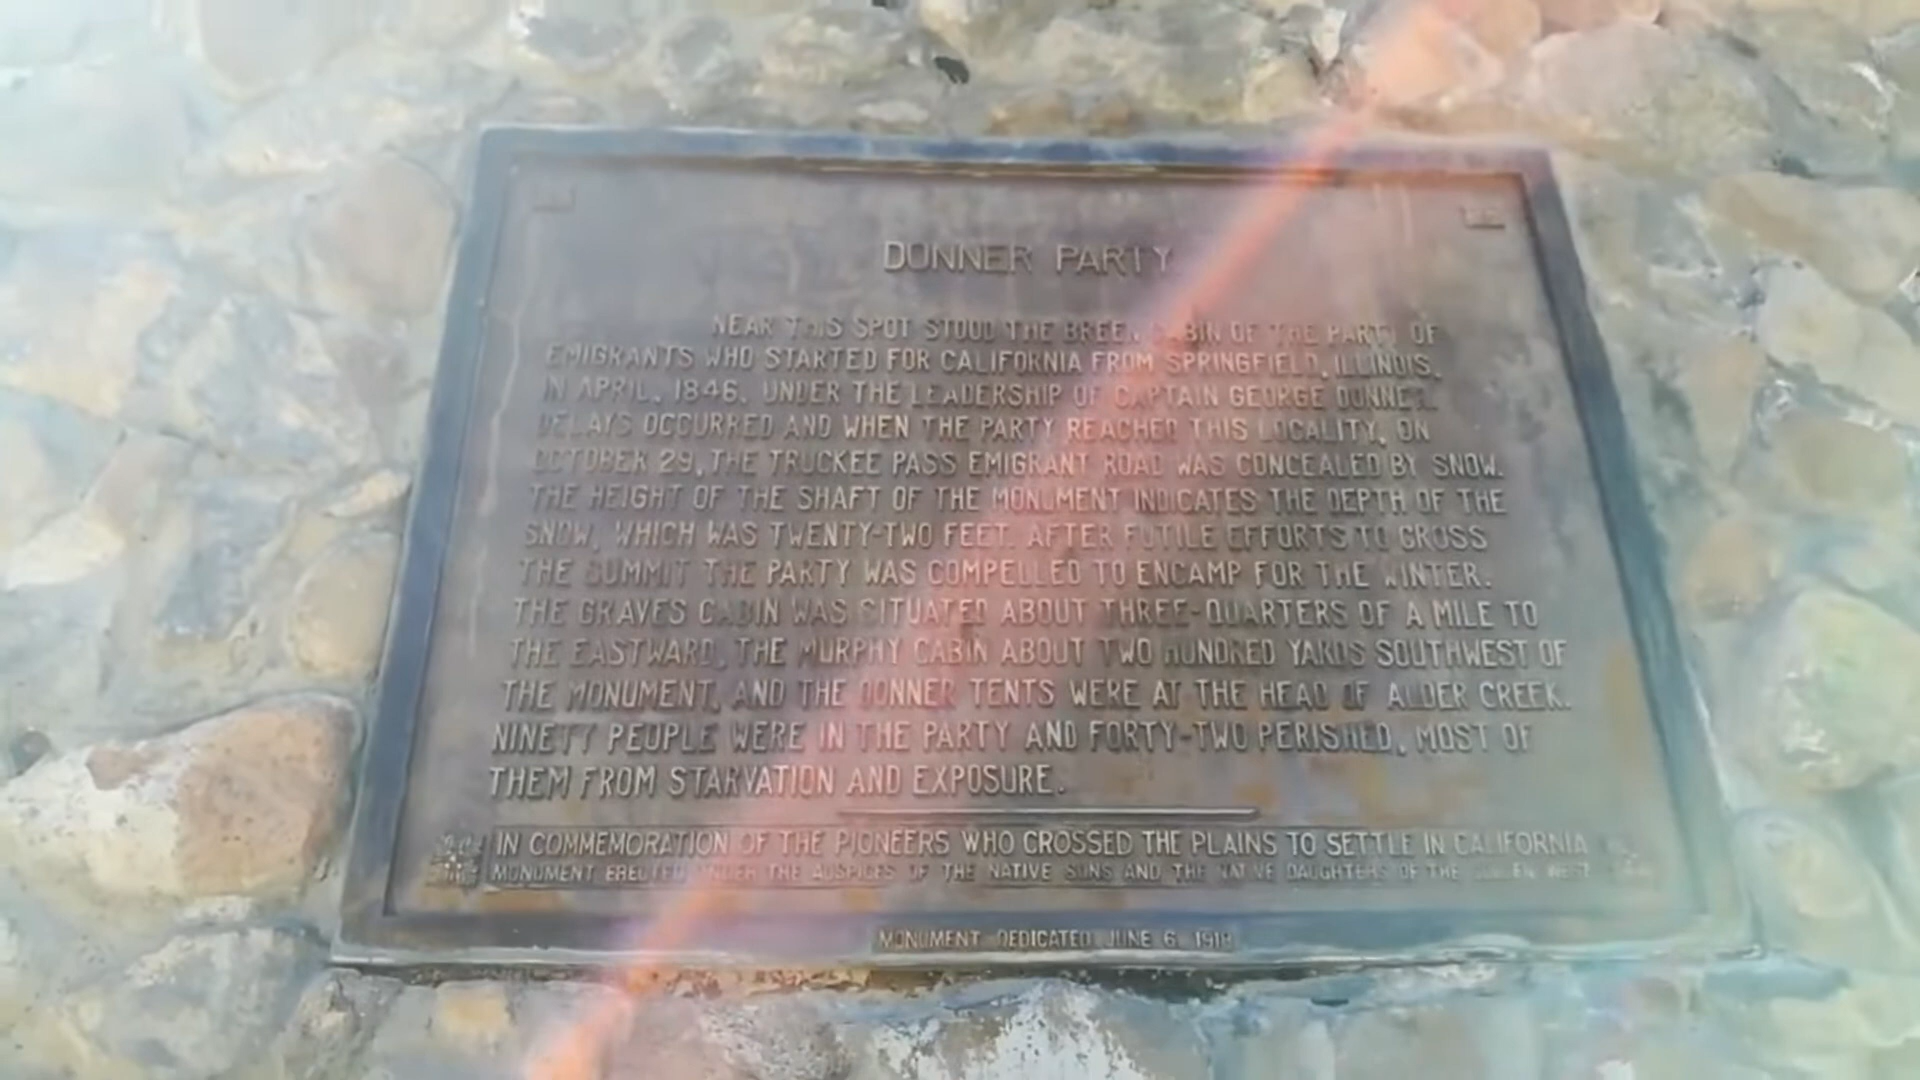 DONNER PARTY
NEAR THIS SPOT STOOD THE BREEN CABIN OF THE PARTY OF
EMIGRANTS WHO STARTED FOR CALIFORNIA FROM SPRINGFIELD, ILLINOIS,
IN APRIL, 1846, UNDER THE LEADERSHIP OF CAPTAIN GEORGE DONNER.
DELAYS OCCURRED AND WHEN THE PARTY REACHED THIS LOCALITY, ON
OCTOBER 29, THE TRUCKEE PASS EMIGRANT ROAD WAS CONCEALED BY SNOW.
THE HEIGHT OF THE SHAFT OF THE MONUMENT INDICATES THE DEPTH OF THE
SNOW, WHICH WAS TWENTY-TWO FEET. AFTER FUTILE EFFORTS TO CROSS
THE SUMMIT THE PARTY WAS COMPELLED TO ENCAMP FOR THE WINTER.
THE GRAVES CABIN WAS SITUATED ABOUT THREE-QUARTERS OF A MILE TO
THE EASTWARD, THE MURPHY CABIN ABOUT TWO HUNDRED YARDS SOUTHWEST OF
THE MONUMENT, AND THE DONNER TENTS WERE AT THE HEAD OF ALDER CREEK.
NINETY PEOPLE WERE IN THE PARTY AND FORTY-TWO PERISHED, MOST OF
THEM FROM STARVATION AND EXPOSURE.
IN COMMEMORATION OF THE PIONEERS WHO CROSSED THE PLAINS TO SETTLE IN CALIFORNIA
MONUMENT ERECTED UNDER THE AUSPICES OF THE NATIVE SONS AND THE NATIVE DAUGHTERS OF THE GOLDEN WEST
MONUMENT DEDICATED JUNE 6, 1918